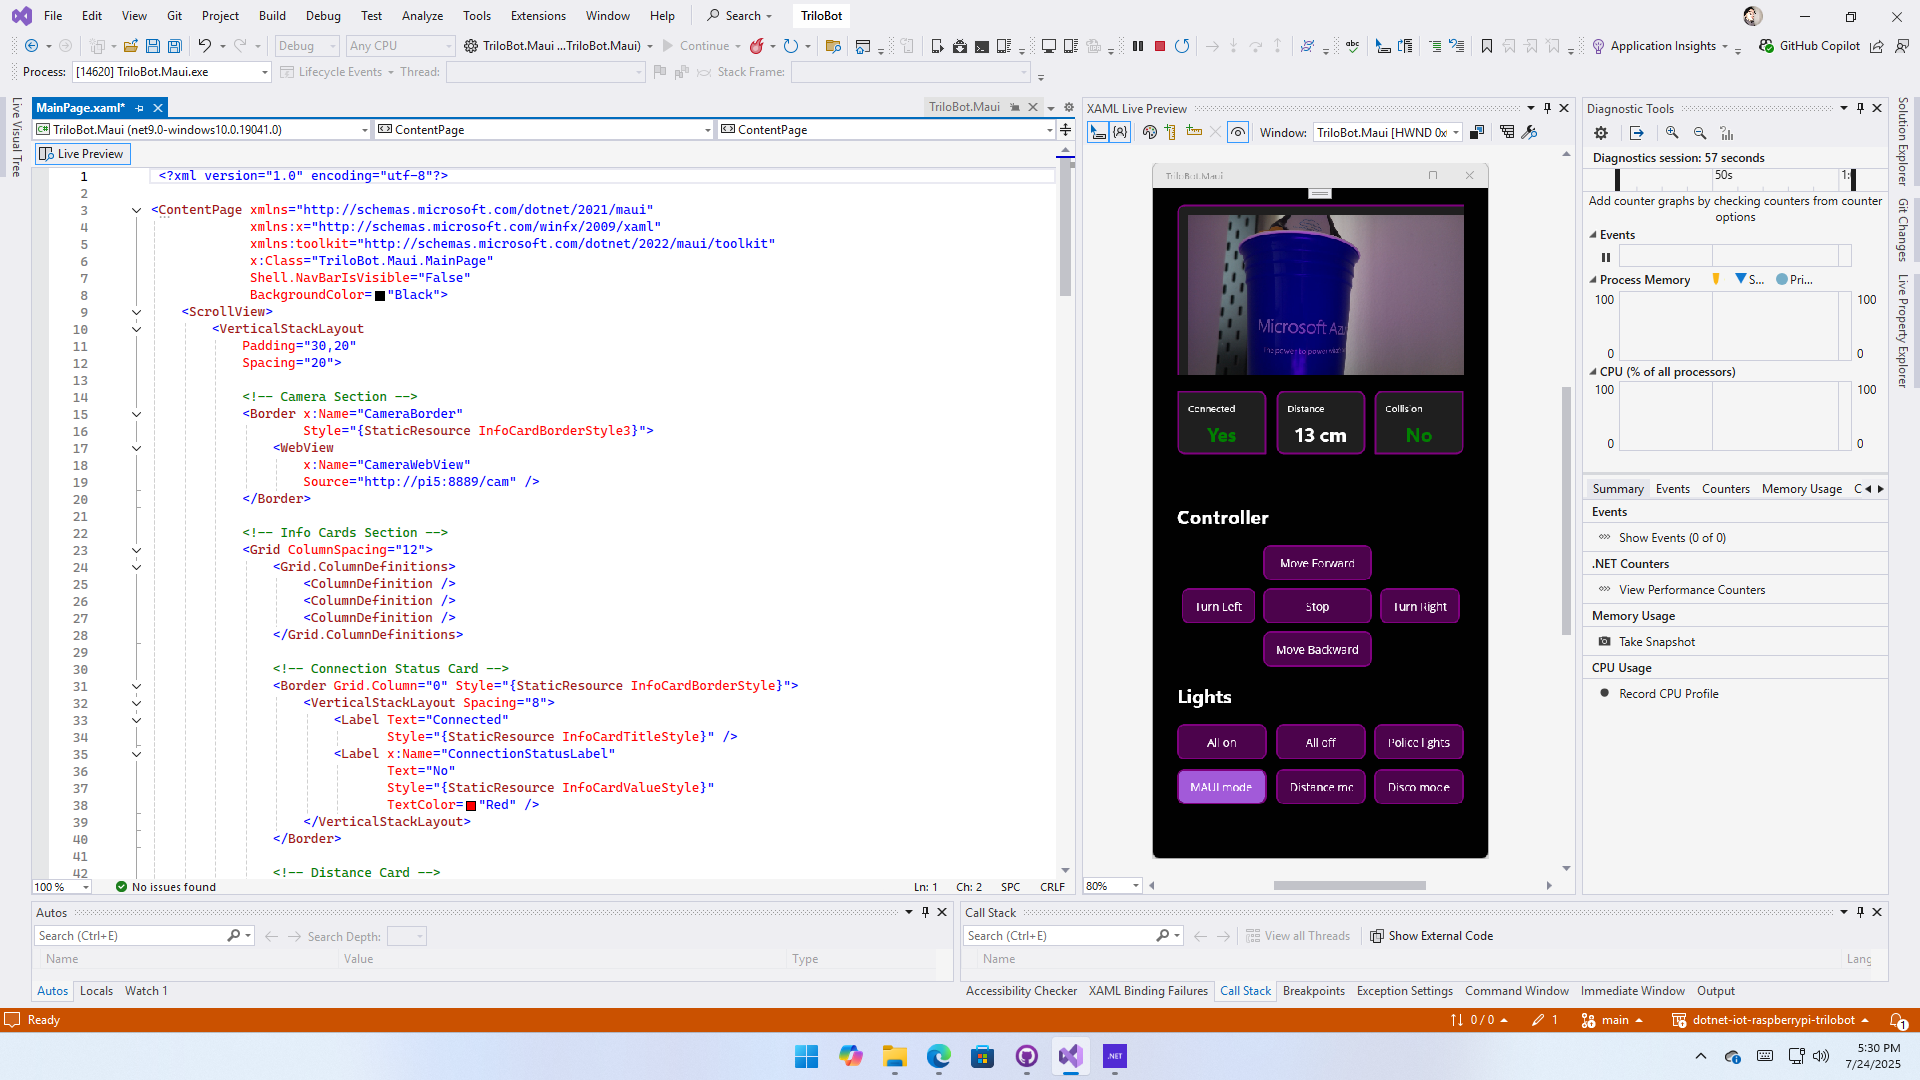 File Edit View Git Project Build Debug Test Analyze Tools Extensions Window Help Search TriloBot
Debug Any CPU TriloBot.Maui ...TriloBot.Maui) Continue Application Insights GitHub Copilot
Process: [14620] TriloBot.Maui.exe Lifecycle Events Thread: Stack Frame:
Live Visual Tree
MainPage.xaml* TriloBot.Maui
TriloBot.Maui (net9.0-windows10.0.19041.0) ContentPage ContentPage
Live Preview
1 <?xml version="1.0" encoding="utf-8"?>
2
3 <ContentPage xmlns="http://schemas.microsoft.com/dotnet/2021/maui"
4 xmlns:x="http://schemas.microsoft.com/winfx/2009/xaml"
5 xmlns:toolkit="http://schemas.microsoft.com/dotnet/2022/maui/toolkit"
6 x:Class="TriloBot.Maui.MainPage"
7 Shell.NavBarIsVisible="False"
8 BackgroundColor="Black">
9 <ScrollView>
10 <VerticalStackLayout
11 Padding="30,20"
12 Spacing="20">
13
14 <!-- Camera Section -->
15 <Border x:Name="CameraBorder"
16 Style="{StaticResource InfoCardBorderStyle3}">
17 <WebView
18 x:Name="CameraWebView"
19 Source="http://pi5:8889/cam" />
20 </Border>
21
22 <!-- Info Cards Section -->
23 <Grid ColumnSpacing="12">
24 <Grid.ColumnDefinitions>
25 <ColumnDefinition />
26 <ColumnDefinition />
27 <ColumnDefinition />
28 </Grid.ColumnDefinitions>
29
30 <!-- Connection Status Card -->
31 <Border Grid.Column="0" Style="{StaticResource InfoCardBorderStyle}">
32 <VerticalStackLayout Spacing="8">
33 <Label Text="Connected"
34 Style="{StaticResource InfoCardTitleStyle}" />
35 <Label x:Name="ConnectionStatusLabel"
36 Text="No"
37 Style="{StaticResource InfoCardValueStyle}"
38 TextColor="Red" />
39 </VerticalStackLayout>
40 </Border>
41
42 <!-- Distance Card -->
100 % No issues found Ln: 1 Ch: 2 SPC CRLF
XAML Live Preview
Window: TriloBot.Maui [HWND 0x
TriloBot.Maui
Microsoft Azu
Connected Distance Collision
Yes 13 cm No
Controller
Move Forward
Turn Left Stop Turn Right
Move Backward
Lights
All on All off Police lights
MAUI mode Distance mo Disco mode
80%
Diagnostic Tools
Diagnostics session: 57 seconds
50s 1:
Add counter graphs by checking counters from counter
options
Events
Process Memory S... Pri...
100 100
0 0
CPU (% of all processors)
100 100
0 0
Summary Events Counters Memory Usage C
Events
Show Events (0 of 0)
.NET Counters
View Performance Counters
Memory Usage
Take Snapshot
CPU Usage
Record CPU Profile
Solution Explorer
Git Changes
Live Property Explorer
Autos
Search (Ctrl+E) Search Depth:
Name Value Type
Autos Locals Watch 1
Call Stack
Search (Ctrl+E) View all Threads Show External Code
Name Lang
Accessibility Checker XAML Binding Failures Call Stack Breakpoints Exception Settings Command Window Immediate Window Output
Ready 0 / 0 1 main dotnet-iot-raspberrypi-trilobot 1
.NET
5:30 PM
7/24/2025